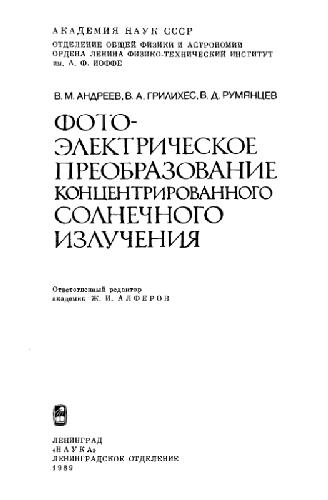 АКАДЕМИЯ НАУК СССР
ОТДЕЛЕНИЕ ОБЩЕЙ ФИЗИКИ И АСТРОНОМИИ
ОРДЕНА ЛЕНИНА ФИЗИКО-ТЕХНИЧЕСКИЙ ИНСТИТУТ
им. А. Ф. ИОФФЕ
В. М. АНДРЕЕВ, В. А. ГРИЛИХЕС, В. Д. РУМЯНЦЕВ
ФОТО-
ЭЛЕКТРИЧЕСКОЕ
ПРЕОБРАЗОВАНИЕ
КОНЦЕНТРИРОВАННОГО
СОЛНЕЧНОГО
ИЗЛУЧЕНИЯ
Ответственный редактор
академик Ж. И. АЛФЕРОВ
ЛЕНИНГРАД
«НАУКА»
ЛЕНИНГРАДСКОЕ ОТДЕЛЕНИЕ
1989